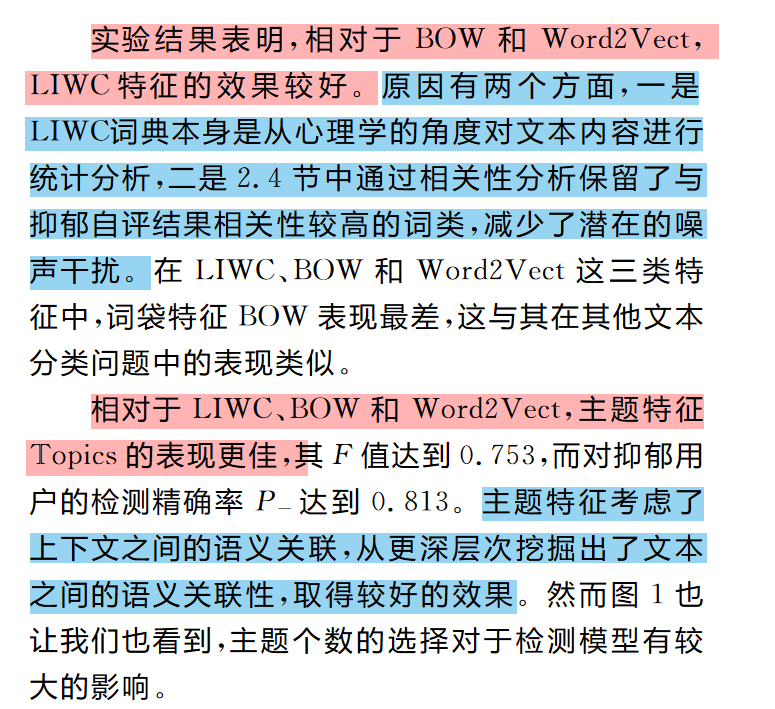 实验结果表明,相对于 BOW 和 Word2Vect,
LIWC 特征的效果较好。原因有两个方面,一是
LIWC词典本身是从心理学的角度对文本内容进行
统计分析,二是 2.4 节中通过相关性分析保留了与
抑郁自评结果相关性较高的词类,减少了潜在的噪
声干扰。在 LIWC、BOW 和 Word2Vect 这三类特
征中,词袋特征 BOW 表现最差,这与其在其他文本
分类问题中的表现类似。
相对于 LIWC、BOW 和 Word2Vect,主题特征
Topics 的表现更佳,其 F 值达到 0.753,而对抑郁用
户的检测精确率 P_ 达到 0.813。主题特征考虑了
上下文之间的语义关联,从更深层次挖掘出了文本
之间的语义关联性,取得较好的效果。然而图 1 也
让我们也看到,主题个数的选择对于检测模型有较
大的影响。